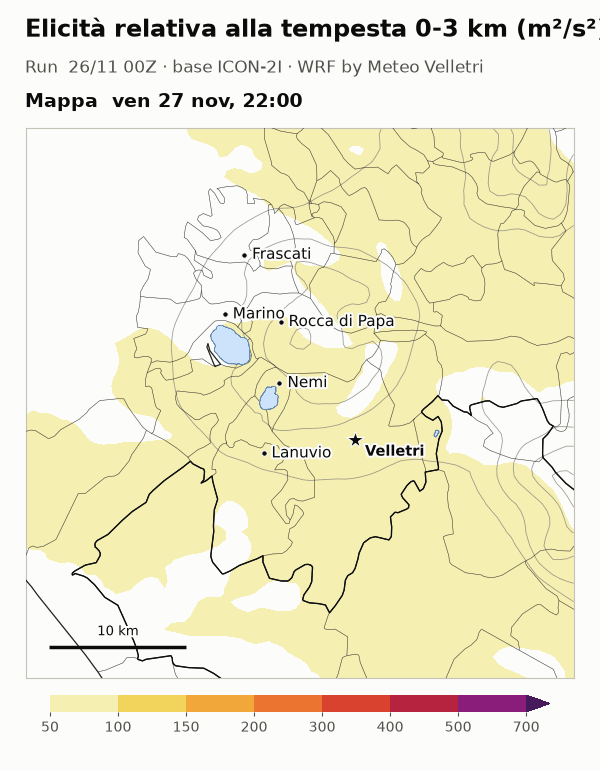 Elicità relativa alla tempesta 0-3 km (m²/s²)
Run 26/11 00Z · base ICON-2I · WRF by Meteo Velletri
Mappa ven 27 nov, 22:00
Frascati
Marino
Rocca di Papa
Nemi
Lanuvio
Velletri
10 km
50 100 150 200 300 400 500 700